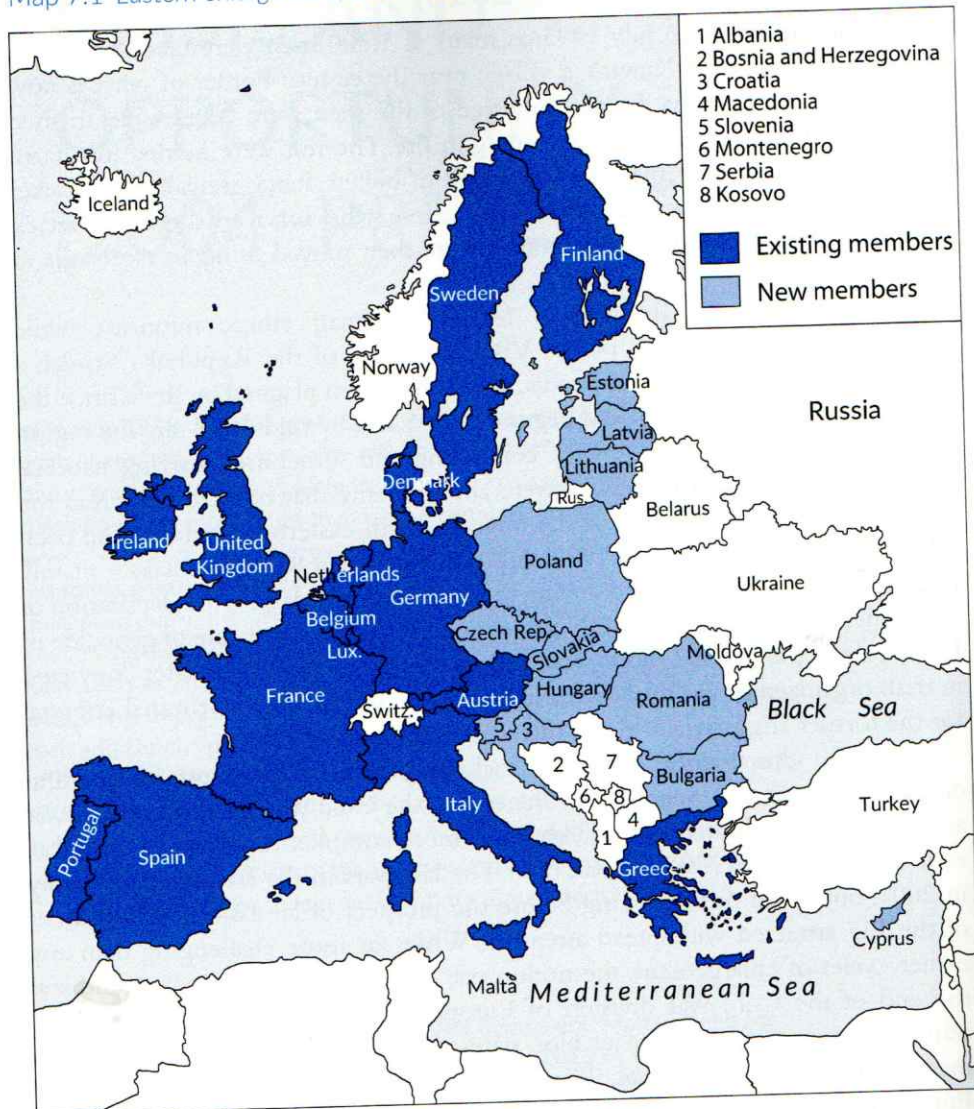 Map 7.1 Eastern
1 Albania
2 Bosnia and Herzegovina
3 Croatia
4 Macedonia
5 Slovenia
6 Montenegro
7 Serbia
8 Kosovo
Existing members
New members
Iceland
Finland
Sweden
Norway
Estonia
Russia
Latvia
Denmark
Lithuania
Rus.
Belarus
Ireland
United
Kingdom
Netherlands
Poland
Germany
Ukraine
Belgium
Czech Rep.
Lux.
Slovakia
Moldova
France
Austria
Hungary
Switz.
Romania
Black Sea
5
3
2
7
Bulgaria
Italy
6
8
4
Turkey
Portugal
Spain
1
Greece
Cyprus
Malta
Mediterranean Sea